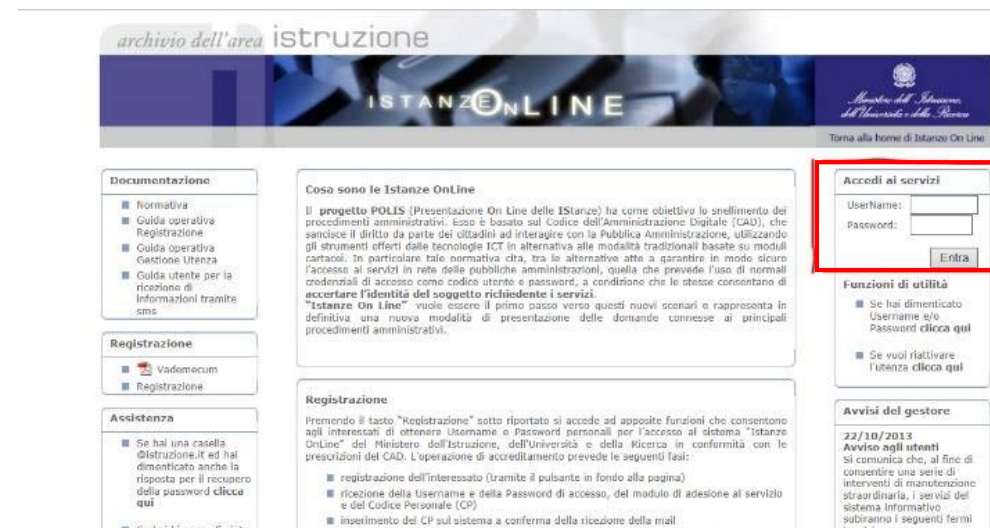 archivio dell'area istruzione
ISTANZE ON LINE
Ministero dell'Istruzione,
dell'Università e della Ricerca
Torna alla home di Istanze On Line
Documentazione
Normativa
Guida operativa
Registrazione
Guida operativa
Gestione Utenza
Guida utente per la
ricezione di
informazioni tramite
sms
Registrazione
Vademecum
Registrazione
Assistenza
Se hai una casella
@istruzione.it ed hai
dimenticato anche la
risposta per il recupero
della password clicca
qui
Cosa sono le Istanze OnLine
Il progetto POLIS (Presentazione On Line delle IStanze) ha come obiettivo lo snellimento dei
procedimenti amministrativi. Esso è basato sul Codice dell'Amministrazione Digitale (CAD), che
sancisce il diritto da parte dei cittadini ad interagire con la Pubblica Amministrazione, utilizzando
gli strumenti offerti dalle tecnologie ICT in alternativa alle modalità tradizionali basate su moduli
cartacei. In particolare tale normativa cita, tra le alternative atte a garantire in modo sicuro
l'accesso ai servizi in rete delle pubbliche amministrazioni, quella che prevede l'uso di normali
credenziali di accesso come codice utente e password, a condizione che le stesse consentano di
accertare l'identità del soggetto richiedente i servizi.
"Istanze On Line" vuole essere il primo passo verso questi nuovi scenari e rappresenta in
definitiva una nuova modalità di presentazione delle domande connesse ai principali
procedimenti amministrativi.
Registrazione
Premendo il tasto "Registrazione" sotto riportato si accede ad apposite funzioni che consentono
agli interessati di ottenere Username e Password personali per l'accesso al sistema "Istanze
OnLine" del Ministero dell'Istruzione, dell'Università e della Ricerca in conformità con le
prescrizioni del CAD. L'operazione di accreditamento prevede le seguenti fasi:
registrazione dell'interessato (tramite il pulsante in fondo alla pagina)
ricezione della Username e della Password di accesso, del modulo di adesione al servizio
e del Codice Personale (CP)
inserimento del CP sul sistema a conferma della ricezione della mail
Accedi ai servizi
UserName:
Password:
Entra
Funzioni di utilità
Se hai dimenticato
Username e/o
Password clicca qui
Se vuoi riattivare
l'utenza clicca qui
Avvisi del gestore
22/10/2013
Avviso agli utenti
Si comunica che, al fine di
consentire una serie di
interventi di manutenzione
straordinaria, i servizi del
sistema informativo
subiranno i seguenti fermi